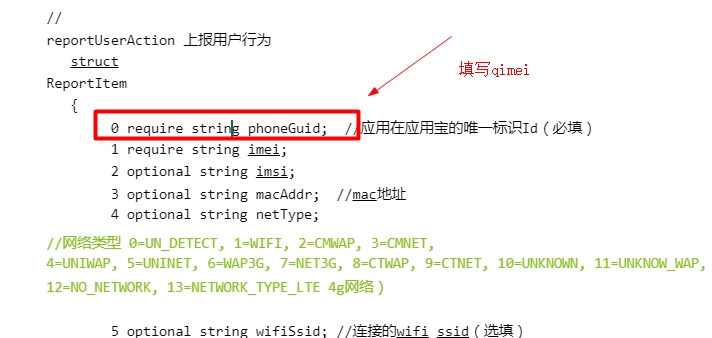 //
reportUserAction 上报用户行为
struct
填写qimei
ReportItem
{
0 require string phoneGuid; //应用在应用宝的唯一标识Id（必填）
1 require string imei;
2 optional string imsi;
3 optional string macAddr; //mac地址
4 optional string netType;
//网络类型 0=UN_DETECT, 1=WIFI, 2=CMWAP, 3=CMNET,
4=UNIWAP, 5=UNINET, 6=WAP3G, 7=NET3G, 8=CTWAP, 9=CTNET, 10=UNKNOWN, 11=UNKNOW_WAP,
12=NO_NETWORK, 13=NETWORK_TYPE_LTE 4g网络）
5 optional string wifiSsid; //连接的wifi ssid（选填）